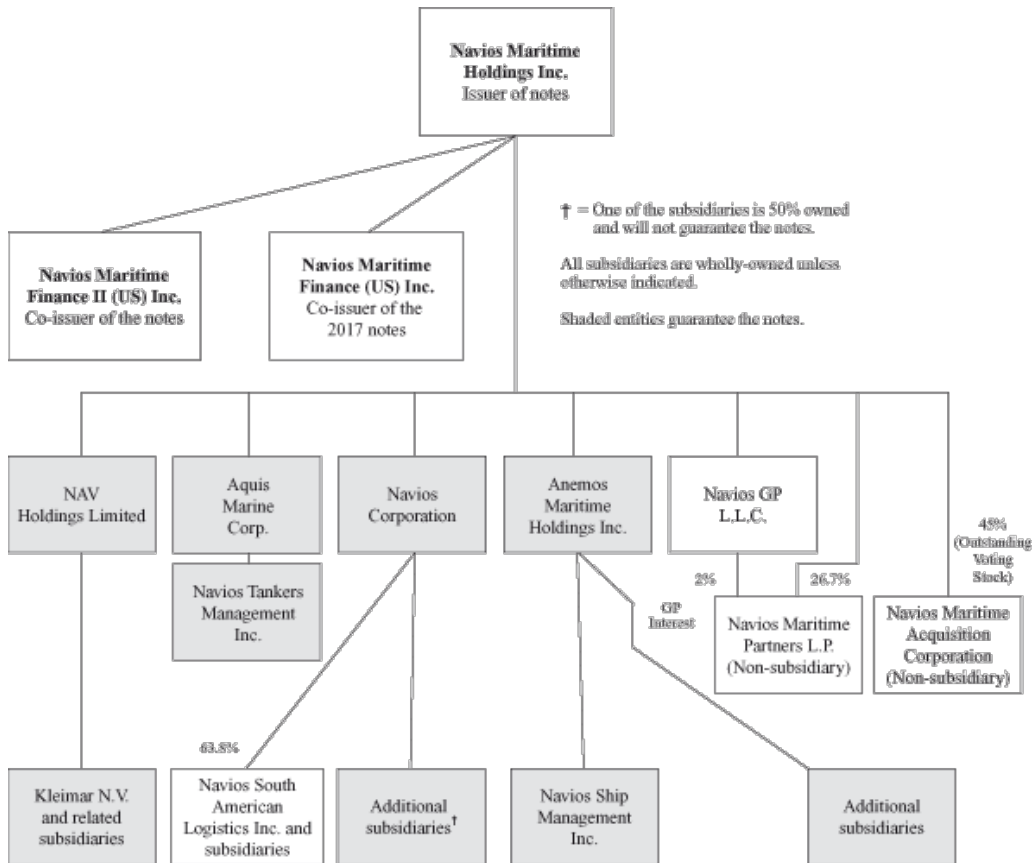 Navios Maritime
Holdings Inc.
Issuer of notes
† = One of the subsidiaries is 50% owned
and will not guarantee the notes.
All subsidiaries are wholly-owned unless
otherwise indicated.
Shaded entities guarantee the notes.
Navios Maritime
Finance II (US) Inc.
Co-issuer of the notes
Navios Maritime
Finance (US) Inc.
Co-issuer of the
2017 notes
NAV
Holdings Limited
Aquis
Marine
Corp.
Navios
Corporation
Anemos
Maritime
Holdings Inc.
Navios GP
L.L.C.
45%
(Outstanding
Voting
Stock)
Navios Tankers
Management
Inc.
2%
GP
Interest
26.7%
Navios Maritime
Partners L.P.
(Non-subsidiary)
Navios Maritime
Acquisition
Corporation
(Non-subsidiary)
63.8%
Kleimar N.V.
and related
subsidiaries
Navios South
American
Logistics Inc. and
subsidiaries
Additional
subsidiaries†
Navios Ship
Management
Inc.
Additional
subsidiaries